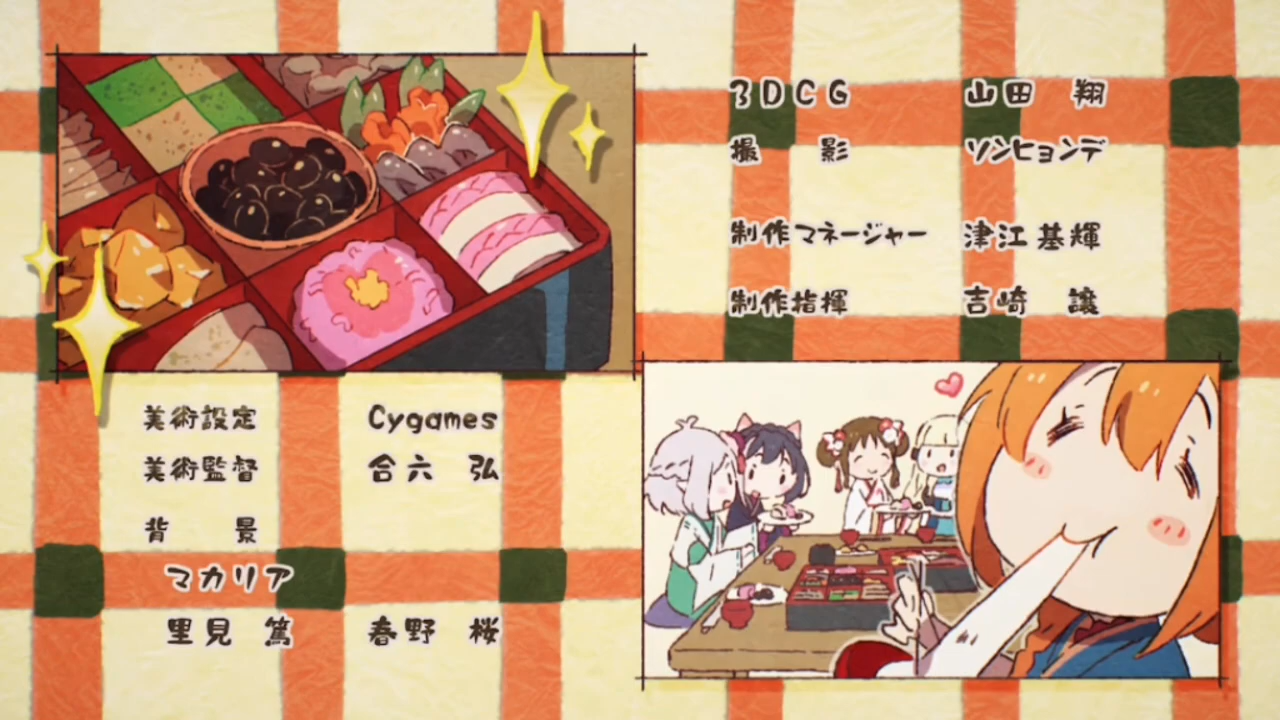 3DCG 山田 翔
撮 影 ソンヒョンデ
制作マネージャー 津江基輝
制作指揮 吉崎 譲
美術設定 Cygames
美術監督 合六 弘
背 景
マカリア
里見 篤 春野 桜